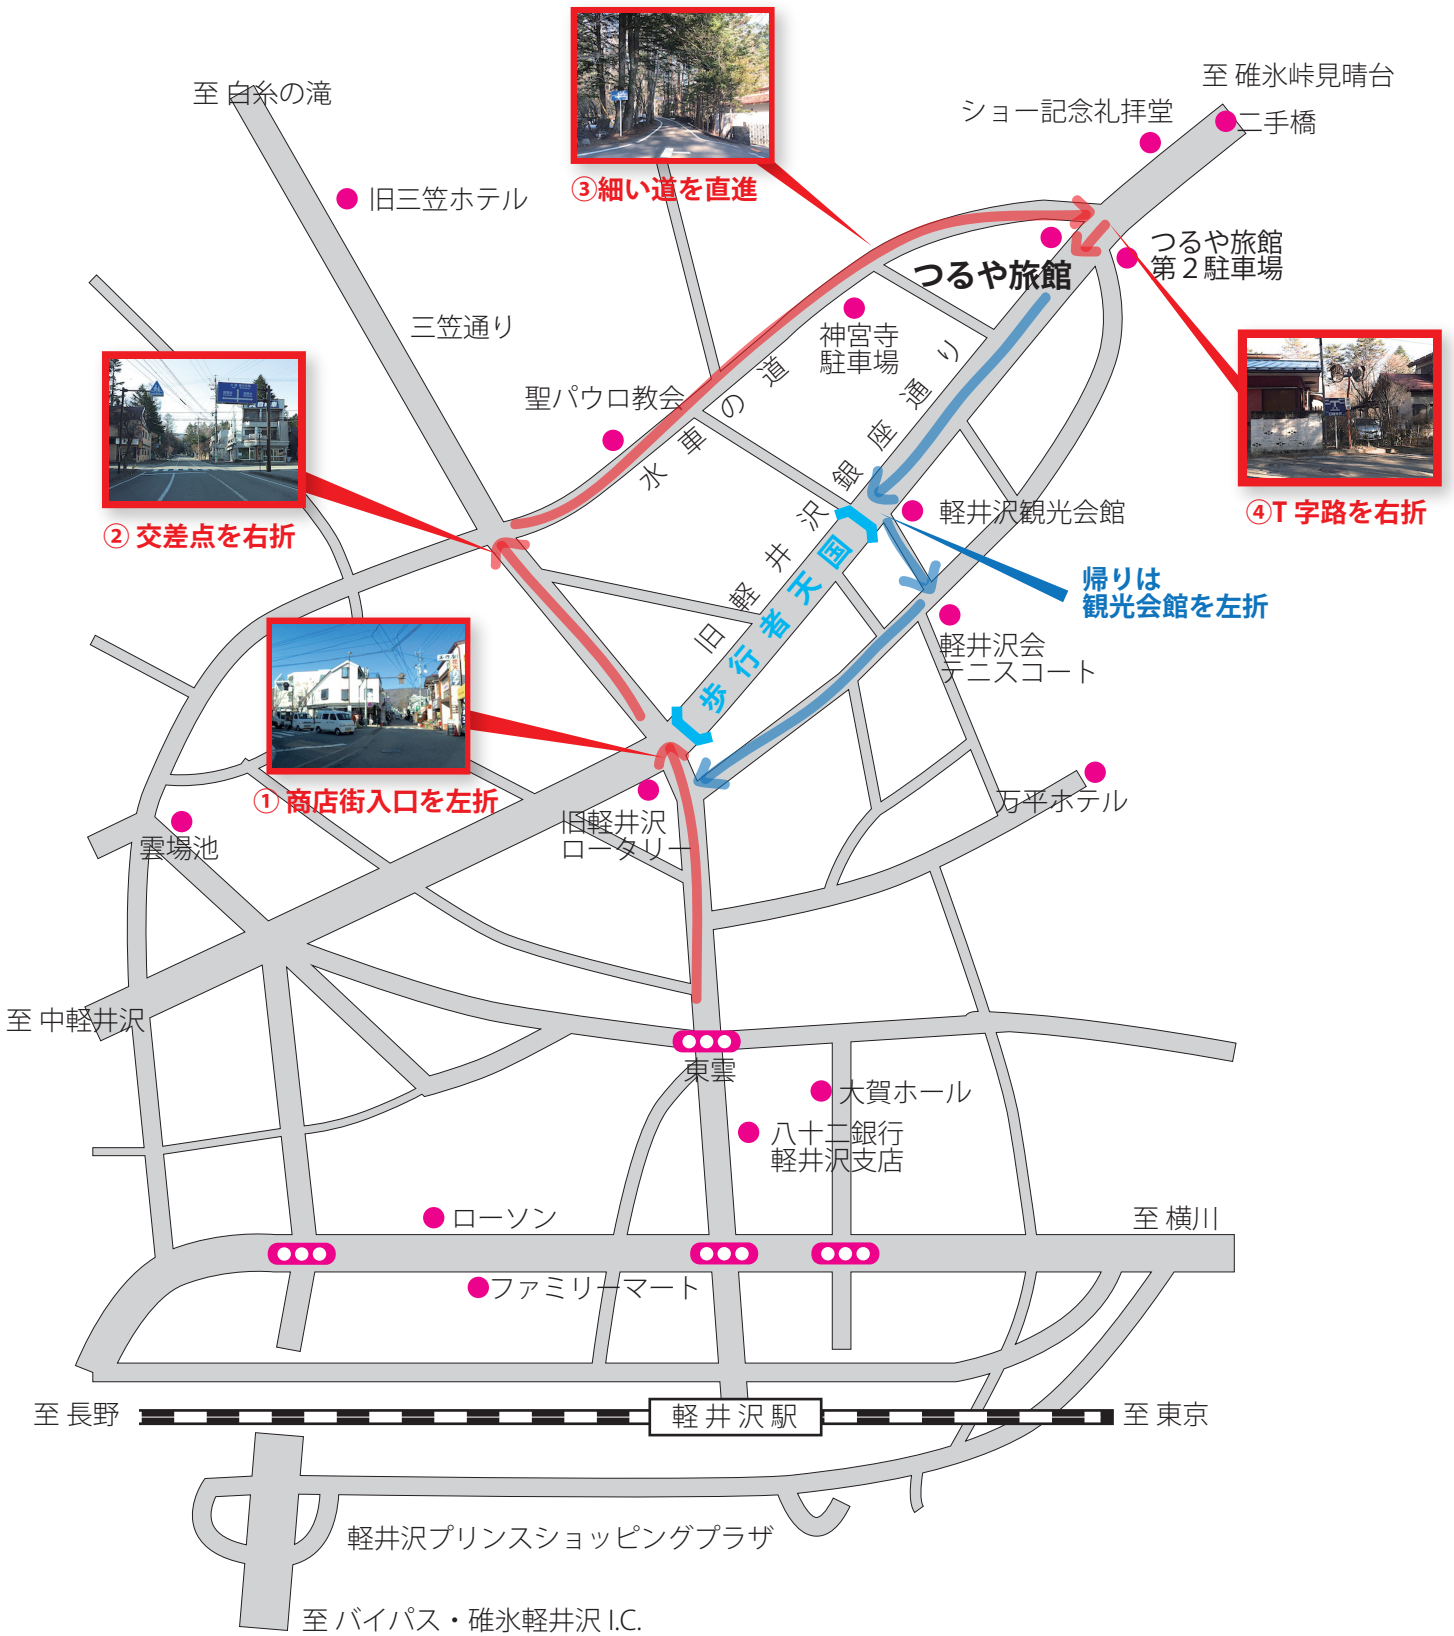 至 碓氷峠見晴台
至 白糸の滝
ショー記念礼拝堂
二手橋
③細い道を直進
旧三笠ホテル
つるや旅館
第２駐車場
つるや旅館
三笠通り
神宮寺
駐車場
聖パウロ教会
水車の道
旧軽井沢銀座通り
軽井沢観光会館
④T 字路を右折
② 交差点を右折
歩行者天国
帰りは
観光会館を左折
軽井沢会
テニスコート
① 商店街入口を左折
万平ホテル
旧軽井沢
ロータリー
雲場池
至 中軽井沢
東雲
大賀ホール
八十二銀行
軽井沢支店
ローソン
至 横川
ファミリーマート
至 長野
軽井沢駅
至 東京
軽井沢プリンスショッピングプラザ
至 バイパス・碓氷軽井沢 I.C.